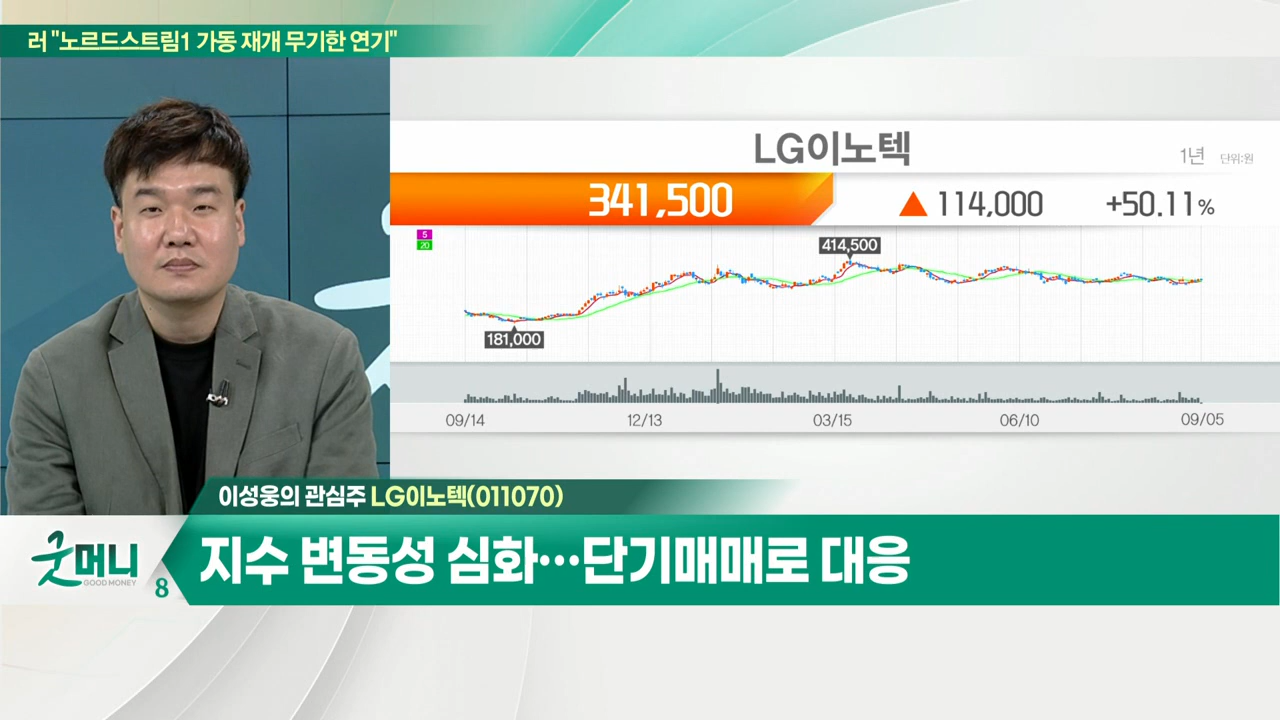 러 "노르드스트림1 가동 재개 무기한 연기"
LG이노텍
1년 단위:원
341,500 ▲ 114,000 +50.11%
5
20
414,500
181,000
09/14 12/13 03/15 06/10 09/05
이성웅의 관심주 LG이노텍(011070)
굿머니
GOOD MONEY
8
지수 변동성 심화…단기매매로 대응